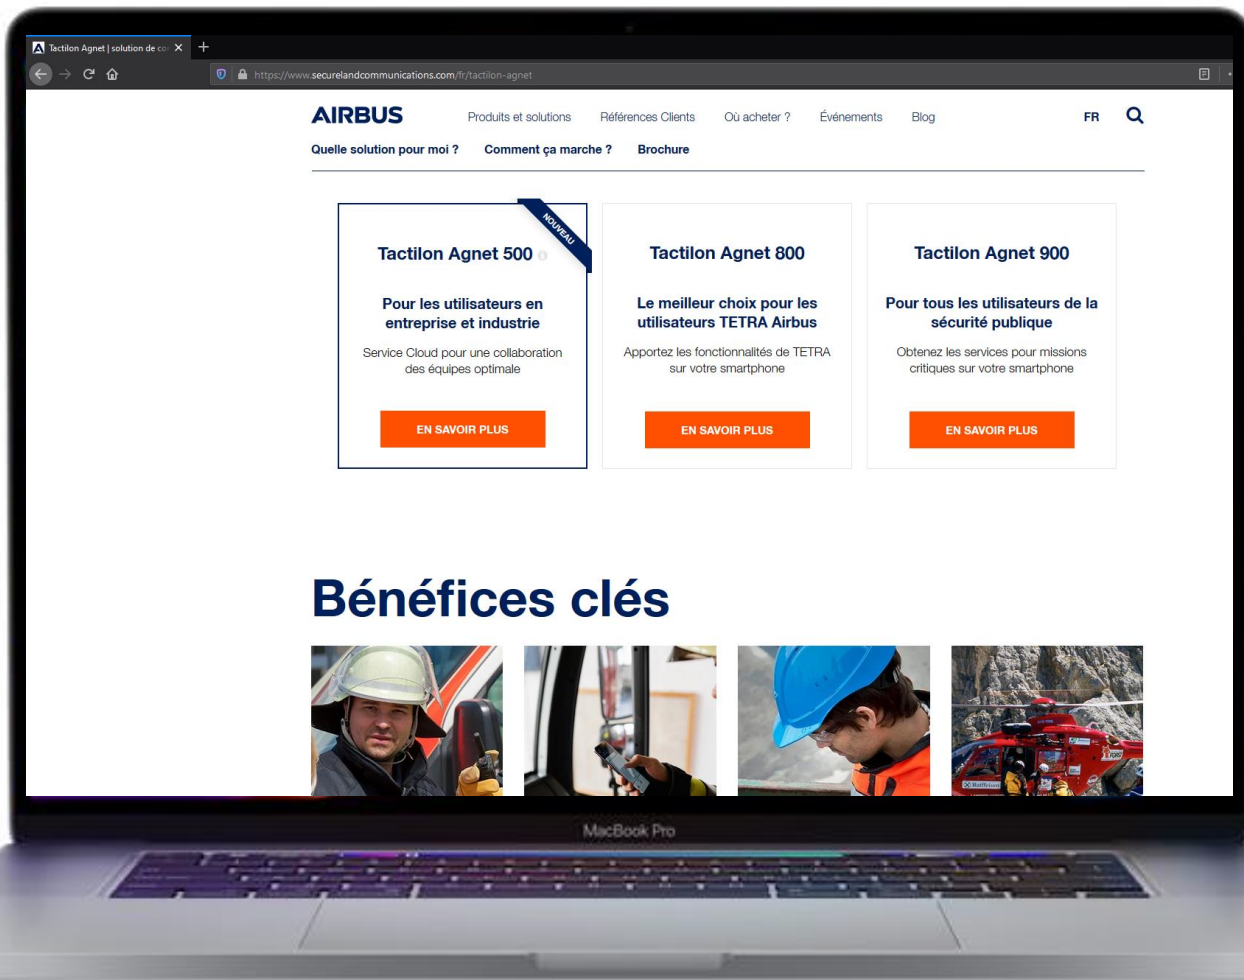 Tactilon Agnet | solution de co
https://www.securelandcommunications.com/fr/tactilon-agnet
AIRBUS
Produits et solutions
Références Clients
Où acheter ?
Événements
Blog
FR
Quelle solution pour moi ?
Comment ça marche ?
Brochure
NOUVEAU
Tactilon Agnet 500
Pour les utilisateurs en
entreprise et industrie
Service Cloud pour une collaboration
des équipes optimale
EN SAVOIR PLUS
Tactilon Agnet 800
Le meilleur choix pour les
utilisateurs TETRA Airbus
Apportez les fonctionnalités de TETRA
sur votre smartphone
EN SAVOIR PLUS
Tactilon Agnet 900
Pour tous les utilisateurs de la
sécurité publique
Obtenez les services pour missions
critiques sur votre smartphone
EN SAVOIR PLUS
Bénéfices clés
MacBook Pro